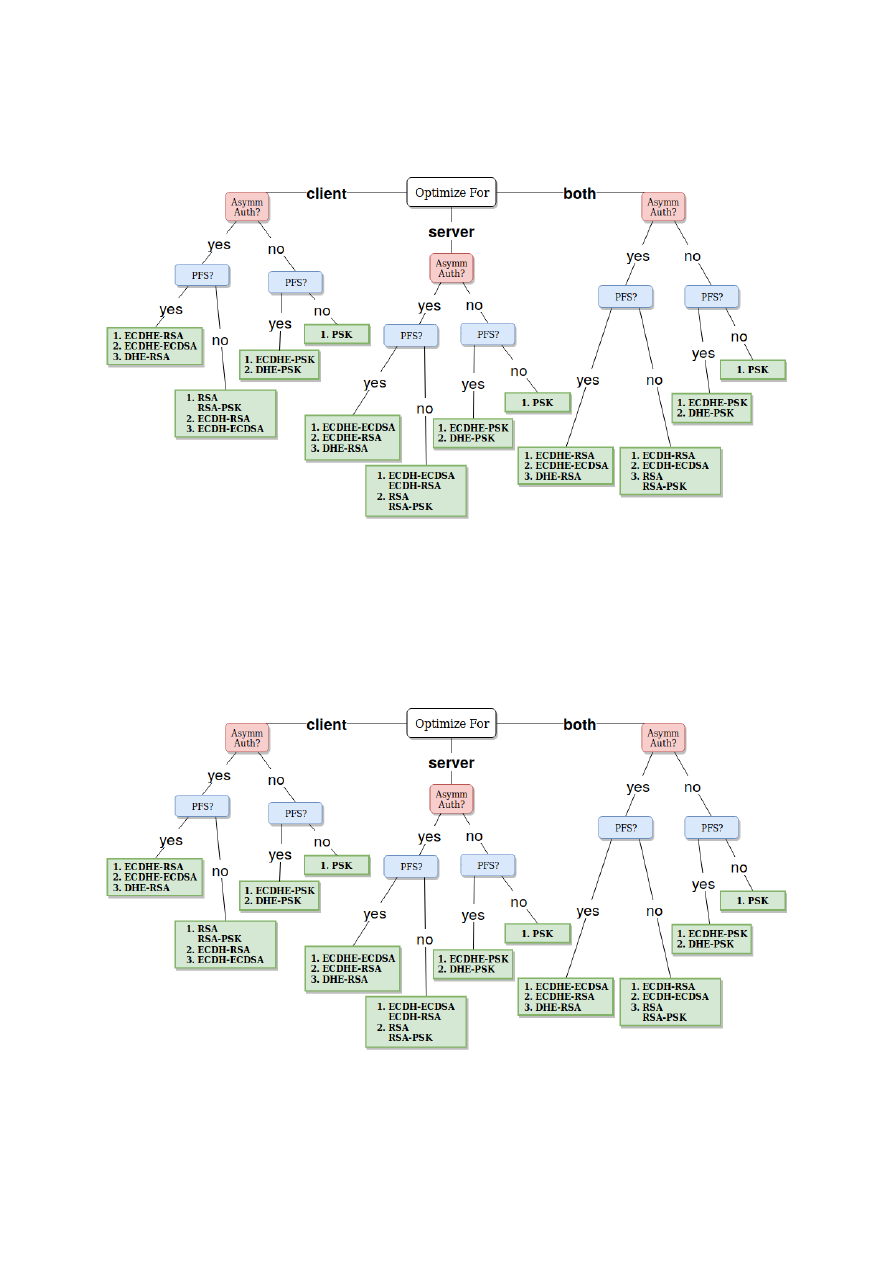 Optimize For
client
both
server
Asymm
Auth?
Asymm
Auth?
Asymm
Auth?
yes
no
yes
no
yes
no
PFS?
PFS?
PFS?
PFS?
PFS?
PFS?
yes
no
yes
no
yes
no
yes
no
yes
no
yes
no
1. ECDHE-RSA
2. ECDHE-ECDSA
3. DHE-RSA
1. RSA
RSA-PSK
2. ECDH-RSA
3. ECDH-ECDSA
1. ECDHE-PSK
2. DHE-PSK
1. PSK
1. ECDHE-ECDSA
2. ECDHE-RSA
3. DHE-RSA
1. ECDH-ECDSA
ECDH-RSA
2. RSA
RSA-PSK
1. ECDHE-PSK
2. DHE-PSK
1. PSK
1. ECDHE-RSA
2. ECDHE-ECDSA
3. DHE-RSA
1. ECDH-RSA
2. ECDH-ECDSA
3. RSA
RSA-PSK
1. ECDHE-PSK
2. DHE-PSK
1. PSK
Optimize For
client
both
server
Asymm
Auth?
Asymm
Auth?
Asymm
Auth?
yes
no
yes
no
yes
no
PFS?
PFS?
PFS?
PFS?
PFS?
PFS?
yes
no
yes
no
yes
no
yes
no
yes
no
yes
no
1. ECDHE-RSA
2. ECDHE-ECDSA
3. DHE-RSA
1. RSA
RSA-PSK
2. ECDH-RSA
3. ECDH-ECDSA
1. ECDHE-PSK
2. DHE-PSK
1. PSK
1. ECDHE-ECDSA
2. ECDHE-RSA
3. DHE-RSA
1. ECDH-ECDSA
ECDH-RSA
2. RSA
RSA-PSK
1. ECDHE-PSK
2. DHE-PSK
1. PSK
1. ECDHE-ECDSA
2. ECDHE-RSA
3. DHE-RSA
1. ECDH-RSA
2. ECDH-ECDSA
3. RSA
RSA-PSK
1. ECDHE-PSK
2. DHE-PSK
1. PSK